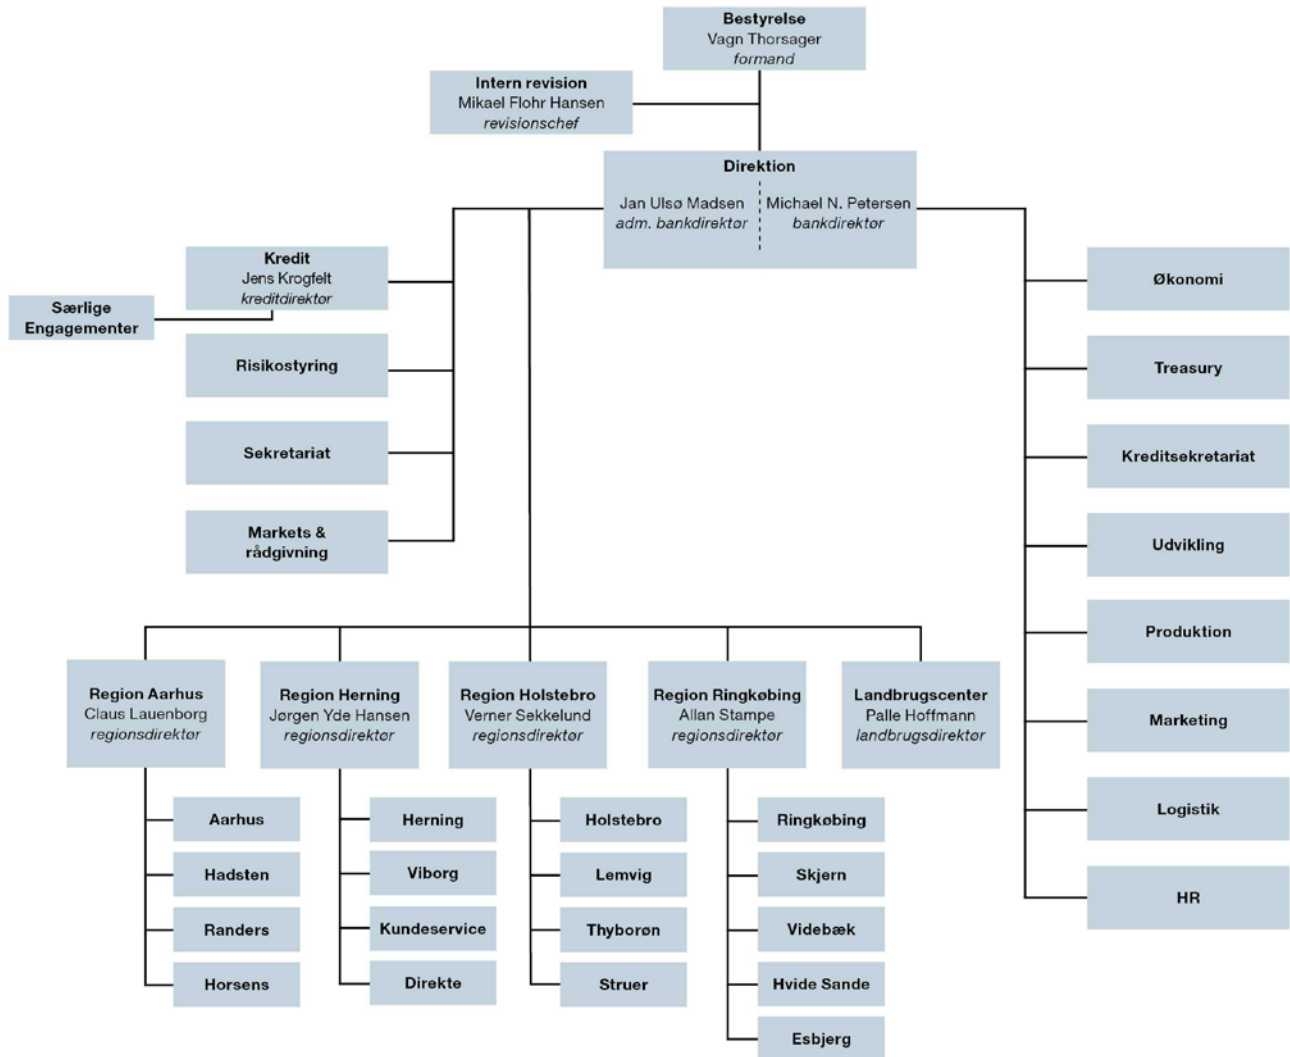 Bestyrelse
Vagn Thorsager
formand
Intern revision
Mikael Flohr Hansen
revisionschef
Direktion
Jan Ulsø Madsen
adm. bankdirektør
Michael N. Petersen
bankdirektør
Kredit
Jens Krogfelt
kreditdirektør
Særlige
Engagementer
Risikostyring
Sekretariat
Markets &
rådgivning
Økonomi
Treasury
Kreditsekretariat
Udvikling
Produktion
Marketing
Logistik
HR
Region Aarhus
Claus Lauenborg
regionsdirektør
Aarhus
Hadsten
Randers
Horsens
Region Herning
Jørgen Yde Hansen
regionsdirektør
Herning
Viborg
Kundeservice
Direkte
Region Holstebro
Verner Sekkelund
regionsdirektør
Holstebro
Lemvig
Thyborøn
Struer
Region Ringkøbing
Allan Stampe
regionsdirektør
Ringkøbing
Skjern
Videbæk
Hvide Sande
Esbjerg
Landbrugscenter
Palle Hoffmann
landbrugsdirektør